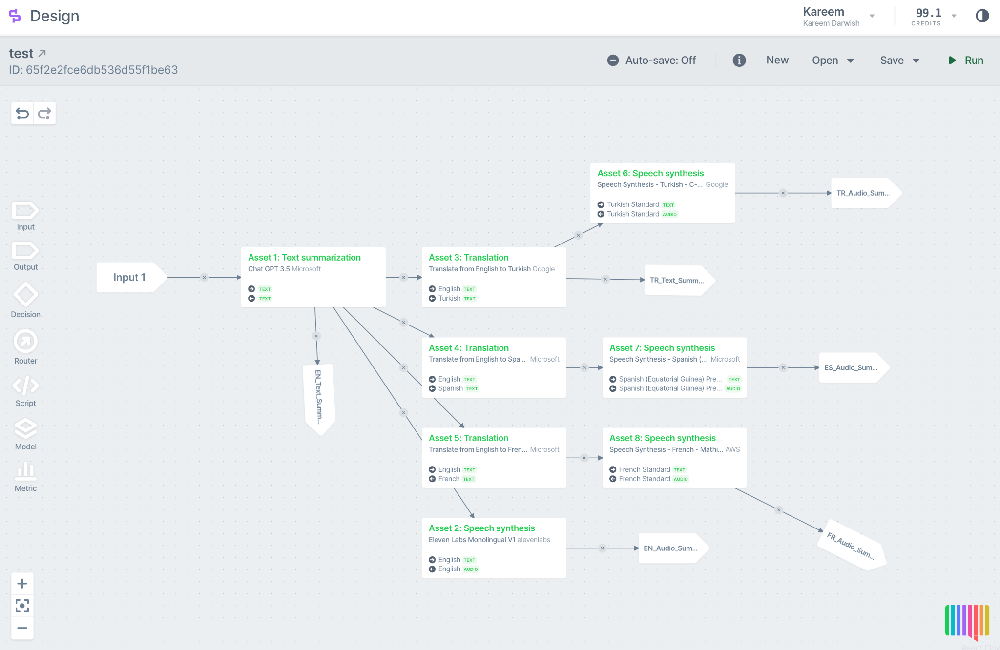 Design
Kareem
Kareem Darwish
99.1
CREDITS
test
ID: 65f2e2fce6db536d55f1be63
Auto-save: Off
New
Open
Save
Run
Input
Output
Decision
Router
Script
Model
Metric
Input 1
Asset 1: Text summarization
Chat GPT 3.5 Microsoft
TEXT
TEXT
EN_Text_Summ...
Asset 3: Translation
Translate from English to Turkish Google
English TEXT
Turkish TEXT
Asset 6: Speech synthesis
Speech Synthesis - Turkish - C-... Google
Turkish Standard TEXT
Turkish Standard AUDIO
TR_Audio_Sum...
TR_Text_Summ...
Asset 4: Translation
Translate from English to Spa... Microsoft
English TEXT
Spanish TEXT
Asset 7: Speech synthesis
Speech Synthesis - Spanish (... Microsoft
Spanish (Equatorial Guinea) Pre... TEXT
Spanish (Equatorial Guinea) Pre... AUDIO
ES_Audio_Sum...
Asset 5: Translation
Translate from English to Fren... Microsoft
English TEXT
French TEXT
Asset 8: Speech synthesis
Speech Synthesis - French - Mathi... AWS
French Standard TEXT
French Standard AUDIO
FR_Audio_Sum...
Asset 2: Speech synthesis
Eleven Labs Monolingual V1 elevenlabs
English TEXT
English AUDIO
EN_Audio_Sum...
React Flow